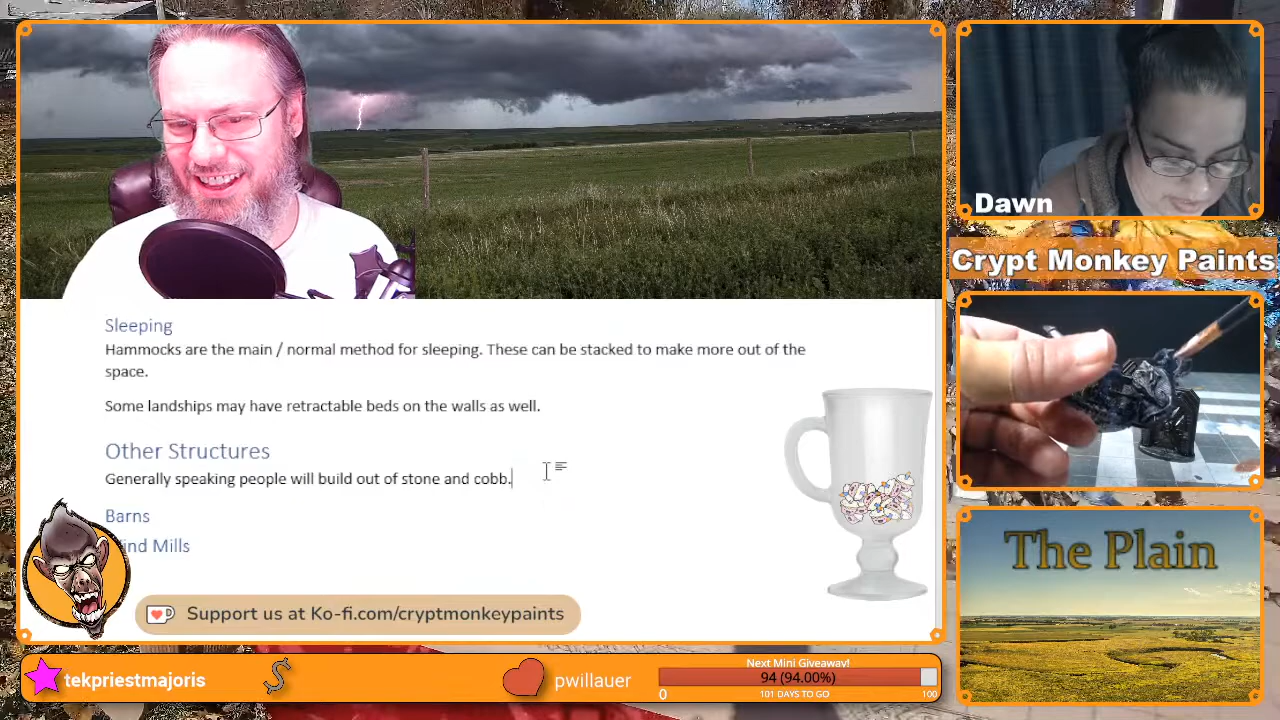 Dawn
Crypt Monkey Paints
Sleeping
Hammocks are the main / normal method for sleeping. These can be stacked to make more out of the
space.
Some landships may have retractable beds on the walls as well.
Other Structures
Generally speaking people will build out of stone and cobb.
Barns
ind Mills
Support us at Ko-fi.com/cryptmonkeypaints
The Plain
tekpriestmajoris
pwillauer
Next Mini Giveaway!
94 (94.00%)
0
101 DAYS TO GO
100